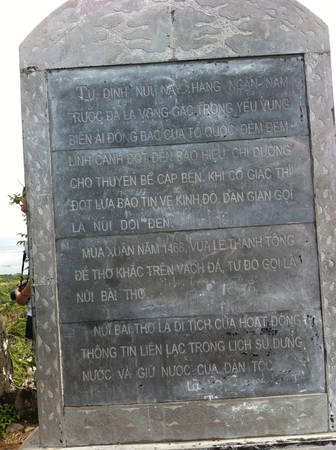 TỪ ĐỈNH NÚI NÀY, HÀNG NGÀN NĂM
TRƯỚC ĐÃ LÀ VỌNG GÁC TRỌNG YẾU VÙNG
BIÊN ẢI ĐÔNG BẮC CỦA TỔ QUỐC. ĐÊM ĐÊM
LÍNH CANH ĐỐT ĐÈN BÁO HIỆU, CHỈ ĐƯỜNG
CHO THUYỀN BÈ CẬP BẾN, KHI CÓ GIẶC THÌ
ĐỐT LỬA BÁO TIN VỀ KINH ĐÔ. DÂN GIAN GỌI
LÀ NÚI DỌI ĐÈN.
MÙA XUÂN NĂM 1468, VUA LÊ THÁNH TÔNG
ĐỀ THƠ KHẮC TRÊN VÁCH ĐÁ, TỪ ĐÓ GỌI LÀ
NÚI BÀI THƠ.
NÚI BÀI THƠ LÀ DI TÍCH CỦA HOẠT ĐỘNG
THÔNG TIN LIÊN LẠC TRONG LỊCH SỬ DỰNG
NƯỚC VÀ GIỮ NƯỚC CỦA DÂN TỘC.